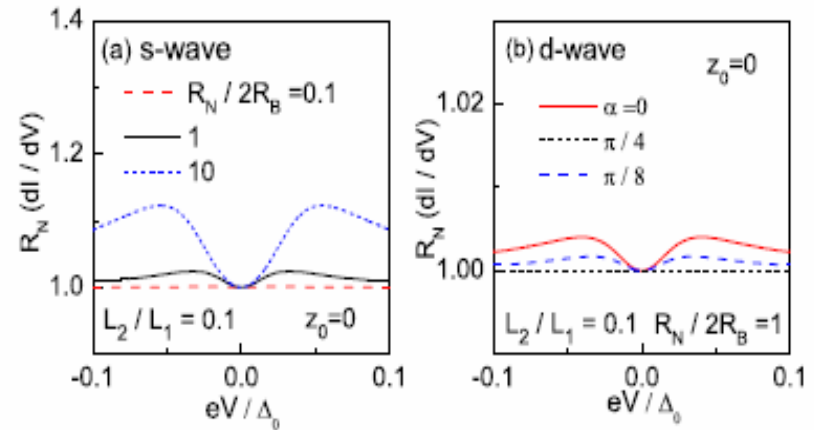 (a) s-wave
R_N / 2R_B = 0.1
1
10
L_2 / L_1 = 0.1 z_0=0
1.4
1.2
1.0
R_N (dI / dV)
-0.1 0.0 0.1
eV / Δ_0
(b) d-wave
z_0=0
α =0
π / 4
π / 8
L_2 / L_1 = 0.1 R_N / 2R_B =1
1.02
1.00
R_N (dI / dV)
-0.1 0.0 0.1
eV / Δ_0